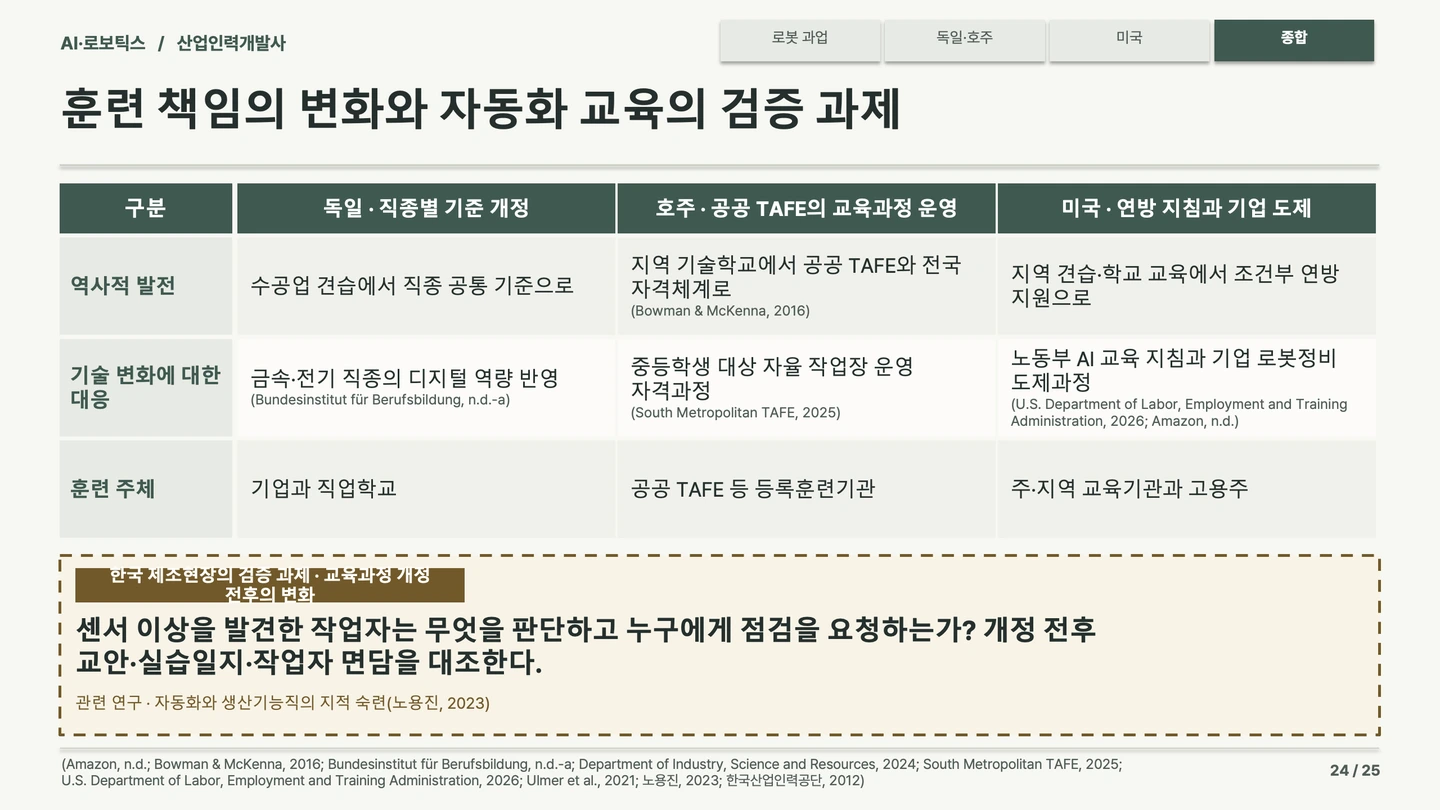 AI·로보틱스 / 산업인력개발사
로봇 과업
독일·호주
미국
종합
훈련 책임의 변화와 자동화 교육의 검증 과제
구분
독일 · 직종별 기준 개정
호주 · 공공 TAFE의 교육과정 운영
미국 · 연방 지침과 기업 도제
역사적 발전
수공업 견습에서 직종 공통 기준으로
지역 기술학교에서 공공 TAFE와 전국
자격체계로
(Bowman & McKenna, 2016)
지역 견습·학교 교육에서 조건부 연방
지원으로
기술 변화에 대한
대응
금속·전기 직종의 디지털 역량 반영
(Bundesinstitut für Berufsbildung, n.d.-a)
중등학생 대상 자율 작업장 운영
자격과정
(South Metropolitan TAFE, 2025)
노동부 AI 교육 지침과 기업 로봇정비
도제과정
(U.S. Department of Labor, Employment and Training
Administration, 2026; Amazon, n.d.)
훈련 주체
기업과 직업학교
공공 TAFE 등 등록훈련기관
주·지역 교육기관과 고용주
한국 제조현장의 검증 과제 · 교육과정 개정
전후의 변화
센서 이상을 발견한 작업자는 무엇을 판단하고 누구에게 점검을 요청하는가? 개정 전후
교안·실습일지·작업자 면담을 대조한다.
관련 연구 · 자동화와 생산기능직의 지적 숙련(노용진, 2023)
(Amazon, n.d.; Bowman & McKenna, 2016; Bundesinstitut für Berufsbildung, n.d.-a; Department of Industry, Science and Resources, 2024; South Metropolitan TAFE, 2025;
U.S. Department of Labor, Employment and Training Administration, 2026; Ulmer et al., 2021; 노용진, 2023; 한국산업인력공단, 2012)
24 / 25